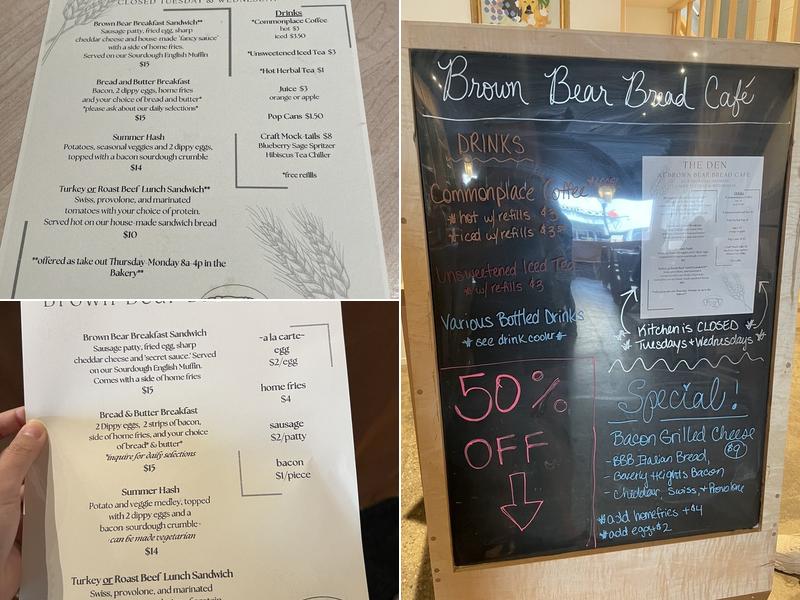 CLOSED TUESDAY & WEDNESDAY
Brown Bear Breakfast Sandwich**
Sausage patty, fried egg, sharp
cheddar cheese and house-made 'fancy sauce'
with a side of home fries.
Served on our Sourdough English Muffin
$15
Bread and Butter Breakfast
Bacon, 2 dippy eggs, home fries
and your choice of bread and butter*
*please ask about our daily selections*
$15
Summer Hash
Potatoes, seasonal veggies and 2 dippy eggs,
topped with a bacon sourdough crumble
$14
Turkey or Roast Beef Lunch Sandwich**
Swiss, provolone, and marinated
tomatoes with your choice of protein.
Served hot on our house-made sandwich bread
$10
**offered as take out Thursday-Monday 8a-4p in the
Bakery**
Drinks
*Commonplace Coffee
hot $3
iced $3.50
*Unsweetened Iced Tea $3
*Hot Herbal Tea $1
Juice $3
orange or apple
Pop Cans $1.50
Craft Mock-tails $8
Blueberry Sage Spritzer
Hibiscus Tea Chiller
*free refills
Brown Bear
Brown Bear Breakfast Sandwich
Sausage patty, fried egg, sharp
cheddar cheese and 'secret sauce.' Served
on our Sourdough English Muffin.
Comes with a side of home fries
$15
Bread & Butter Breakfast
2 Dippy eggs, 2 strips of bacon,
side of home fries, and your choice
of bread* & butter*
*inquire for daily selections
$15
Summer Hash
Potato and veggie medley, topped
with 2 dippy eggs and a
bacon-sourdough crumble-
-can be made vegetarian
$14
Turkey or Roast Beef Lunch Sandwich
Swiss, provolone, and marinated
-a la carte-
egg
$2/egg
home fries
$4
sausage
$2/patty
bacon
$1/piece
Brown Bear Bread Café
DRINKS
Commonplace Coffee
*hot w/ refills $3
*iced w/ refills $3.50
Unsweetened Iced Tea
* w/ refills $3
Various Bottled Drinks
* see drink cooler *
50%
OFF
THE DEN
AT BROWN BEAR BREAD CAFE
Kitchen is CLOSED
Tuesdays + Wednesdays
Special!
Bacon Grilled Cheese
$9
- BBB Italian Bread,
- Beverly Heights Bacon
- Cheddar, Swiss, + Provolone
*add homefries +$4
*add egg +$2